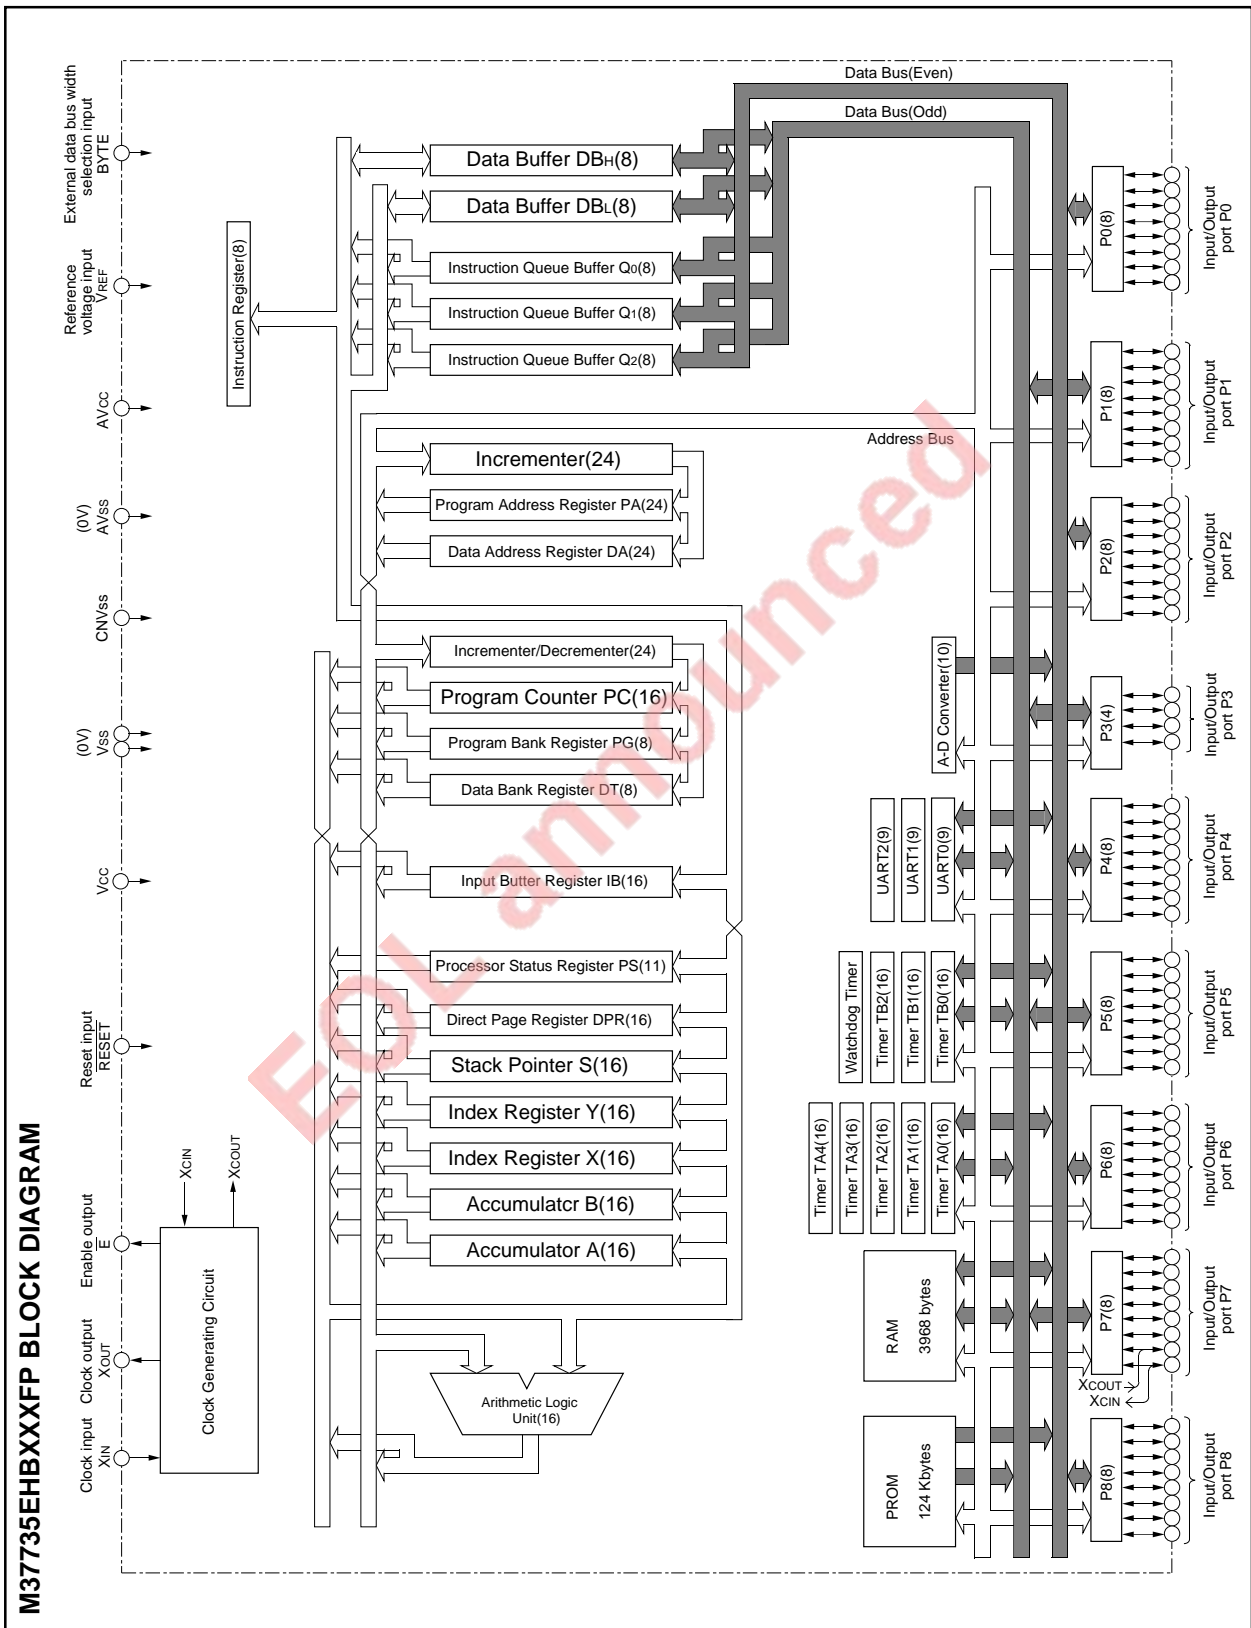 M37735EHBXXXFP BLOCK DIAGRAM
Clock input
XIN
Clock output
XOUT
Enable output
E
Reset input
RESET
VCC
(0V)
VSS
CNVss
(0V)
AVSS
AVCC
Reference
voltage input
VREF
External data bus width
selection input
BYTE
Clock Generating Circuit
XCIN
XCOUT
Instruction Register(8)
Data Buffer DBH(8)
Data Buffer DBL(8)
Instruction Queue Buffer Q0(8)
Instruction Queue Buffer Q1(8)
Instruction Queue Buffer Q2(8)
Incrementer(24)
Program Address Register PA(24)
Data Address Register DA(24)
Incrementer/Decrementer(24)
Program Counter PC(16)
Program Bank Register PG(8)
Data Bank Register DT(8)
Input Butter Register IB(16)
Processor Status Register PS(11)
Direct Page Register DPR(16)
Stack Pointer S(16)
Index Register Y(16)
Index Register X(16)
Accumulatcr B(16)
Accumulator A(16)
Arithmetic Logic
Unit(16)
Data Bus(Even)
Data Bus(Odd)
Address Bus
A-D Converter(10)
UART2(9)
UART1(9)
UART0(9)
Watchdog Timer
Timer TB2(16)
Timer TB1(16)
Timer TB0(16)
Timer TA4(16)
Timer TA3(16)
Timer TA2(16)
Timer TA1(16)
Timer TA0(16)
RAM
3968 bytes
PROM
124 Kbytes
P0(8)
Input/Output
port P0
P1(8)
Input/Output
port P1
P2(8)
Input/Output
port P2
P3(4)
Input/Output
port P3
P4(8)
Input/Output
port P4
P5(8)
Input/Output
port P5
P6(8)
Input/Output
port P6
P7(8)
Input/Output
port P7
XCOUT
XCIN
P8(8)
Input/Output
port P8
EOL announced